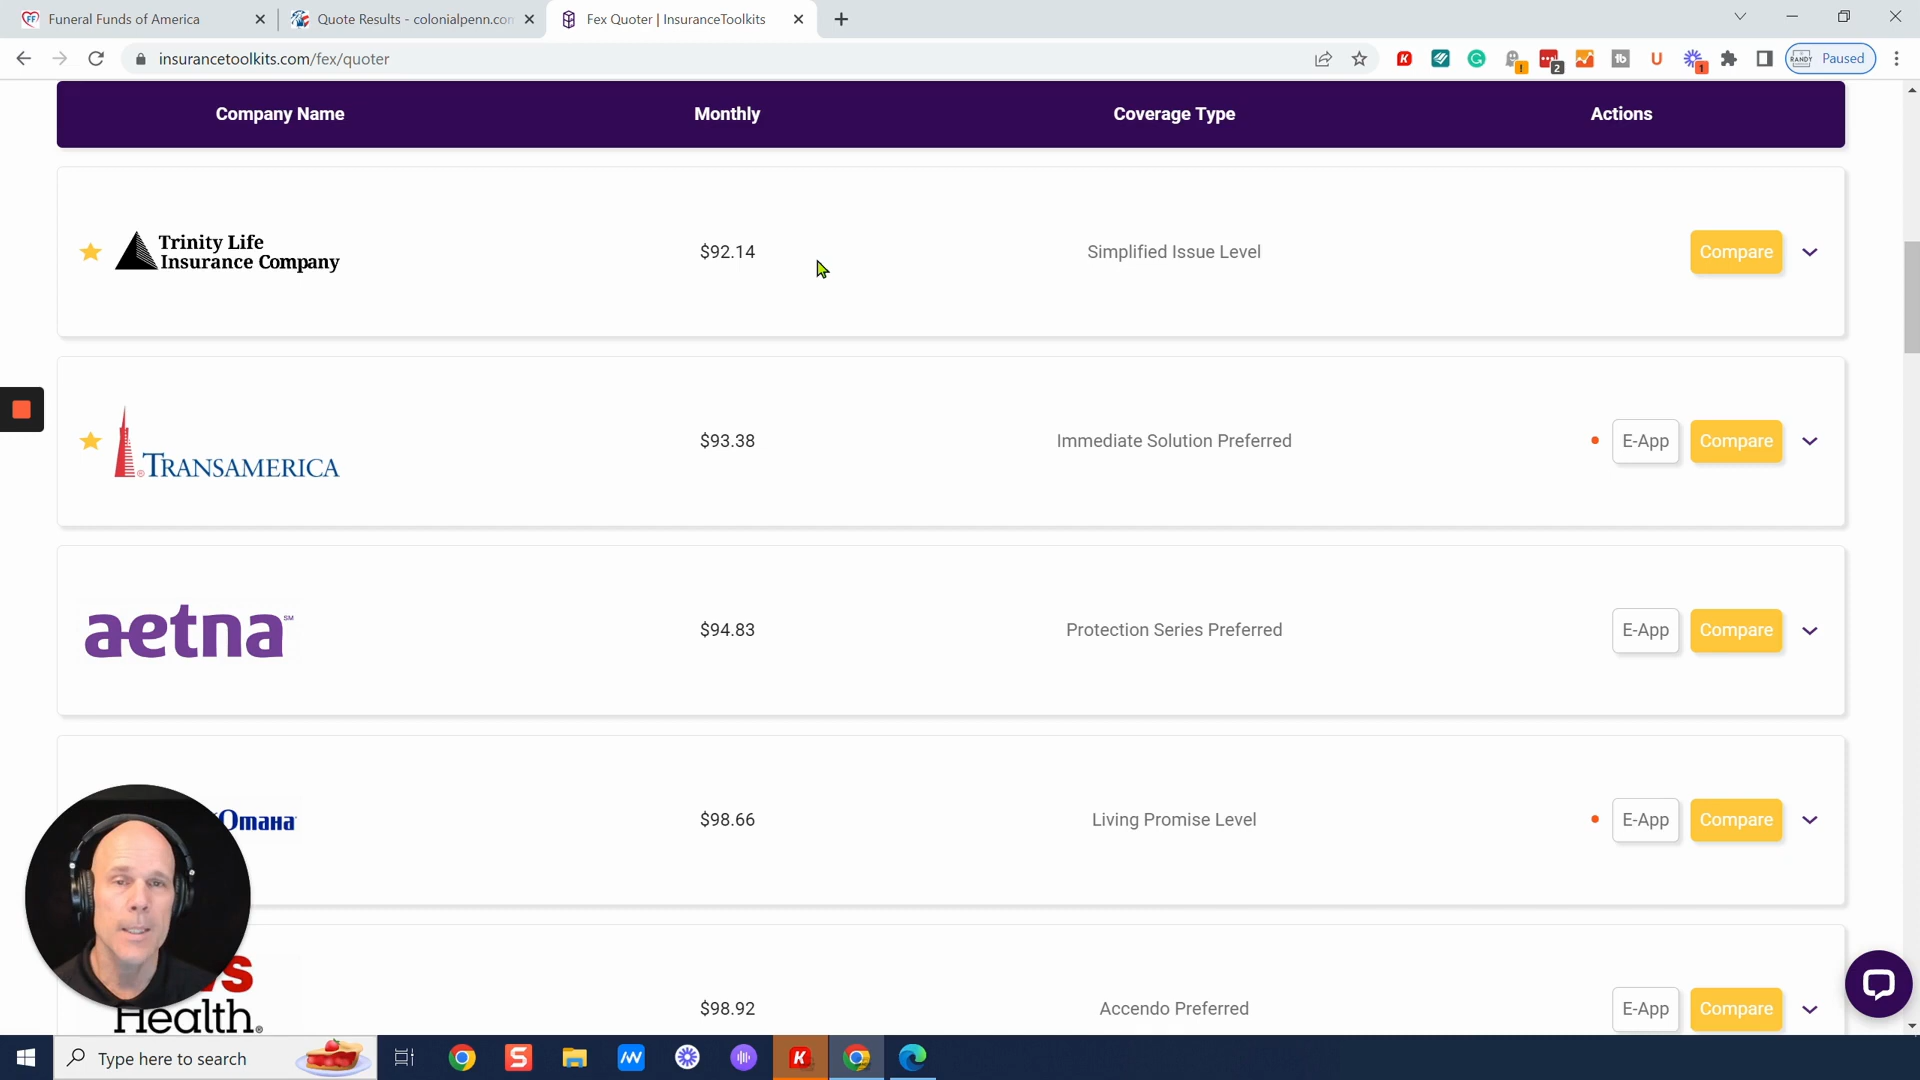 Funeral Funds of America
Quote Results - colonialpenn.com
Fex Quoter | InsuranceToolkits
insurancetoolkits.com/fex/quoter
RANDY
Paused
Company Name
Monthly
Coverage Type
Actions
Trinity Life
Insurance Company
$92.14
Simplified Issue Level
Compare
TRANSAMERICA
$93.38
Immediate Solution Preferred
E-App
Compare
aetna
SM
$94.83
Protection Series Preferred
E-App
Compare
Omaha
$98.66
Living Promise Level
E-App
Compare
Health.
$98.92
Accendo Preferred
E-App
Compare
Type here to search